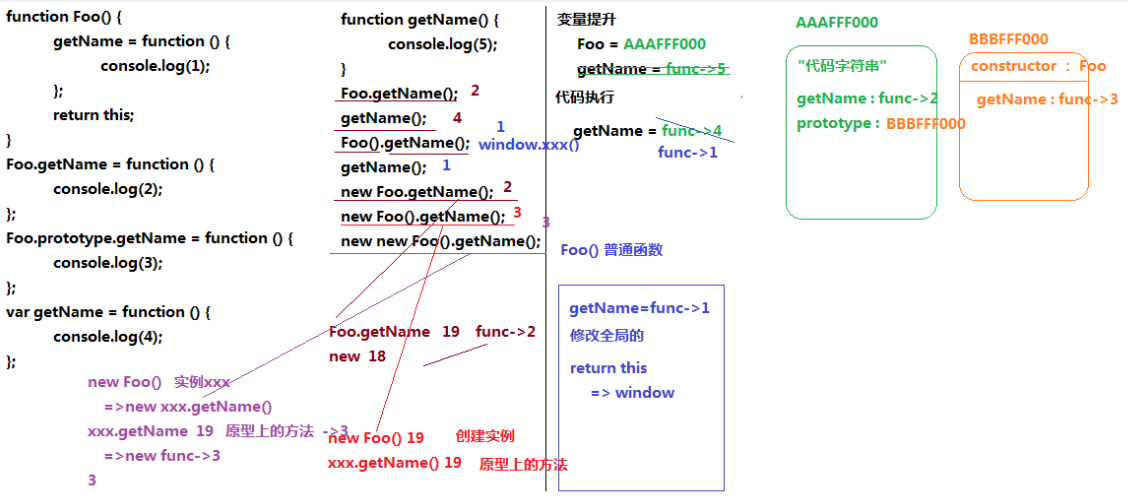 function Foo() {
getName = function () {
console.log(1);
};
return this;
}
Foo.getName = function () {
console.log(2);
};
Foo.prototype.getName = function () {
console.log(3);
};
var getName = function () {
console.log(4);
};
function getName() {
console.log(5);
}
Foo.getName(); 2
getName(); 4
Foo().getName(); 1 window.xxx()
getName(); 1
new Foo.getName(); 2
new Foo().getName(); 3
new new Foo().getName(); 3
Foo.getName 19 func->2
new 18
new Foo() 实例xxx
=>new xxx.getName()
xxx.getName 19 原型上的方法 ->3
=>new func->3
3
new Foo() 19 创建实例
xxx.getName() 19 原型上的方法
变量提升
Foo = AAAFFF000
getName = func->5
代码执行
getName = func->4
func->1
Foo() 普通函数
getName=func->1
修改全局的
return this
=> window
AAAFFF000
"代码字符串"
getName : func->2
prototype : BBBFFF000
BBBFFF000
constructor : Foo
getName : func->3